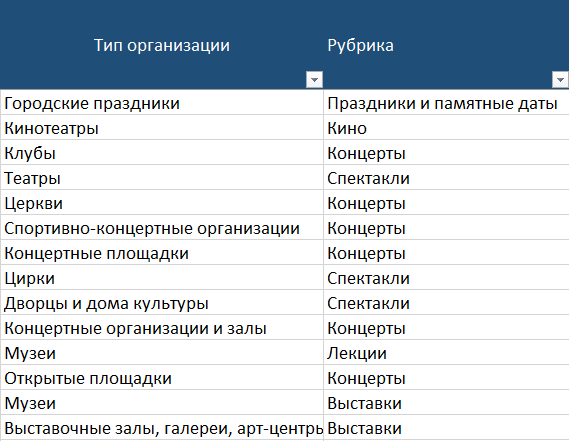 Тип организации Рубрика
Городские праздники Праздники и памятные даты
Кинотеатры Кино
Клубы Концерты
Театры Спектакли
Церкви Концерты
Спортивно-концертные организации Концерты
Концертные площадки Концерты
Цирки Спектакли
Дворцы и дома культуры Спектакли
Концертные организации и залы Концерты
Музеи Лекции
Открытые площадки Концерты
Музеи Выставки
Выставочные залы, галереи, арт-центры Выставки